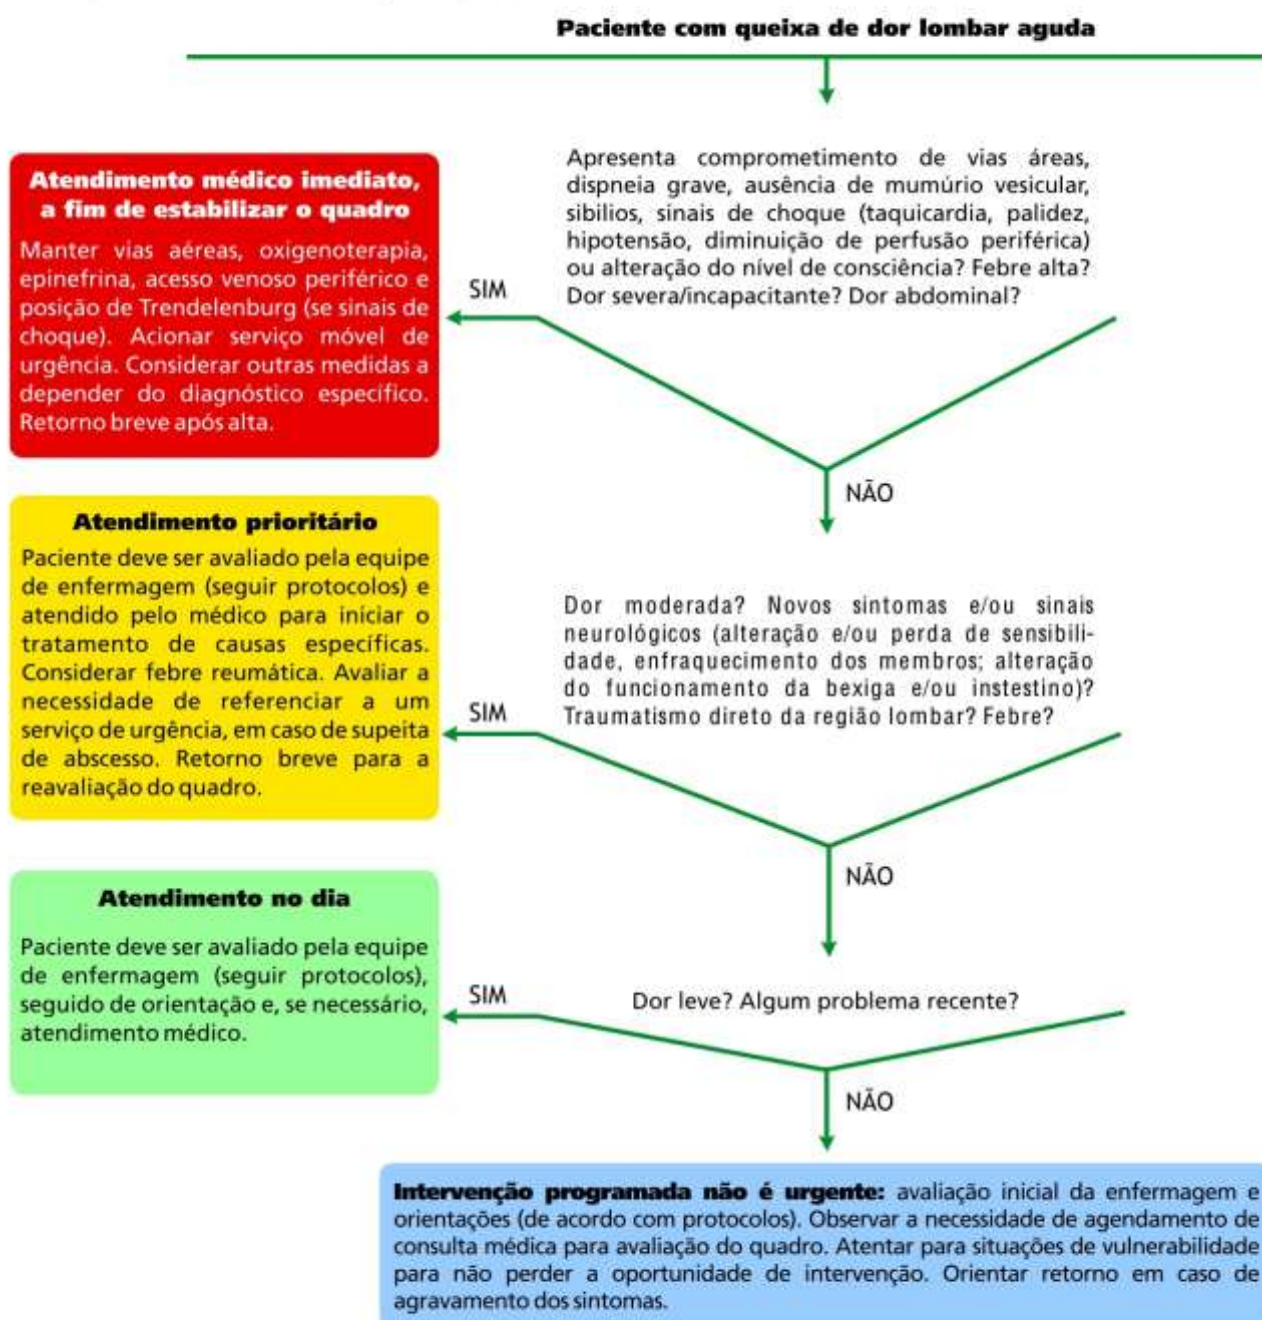 Paciente com queixa de dor lombar aguda
Apresenta comprometimento de vias áreas,
dispneia grave, ausência de mumúrio vesicular,
sibilios, sinais de choque (taquicardia, palidez,
hipotensão, diminuição de perfusão periférica)
ou alteração do nível de consciência? Febre alta?
Dor severa/incapacitante? Dor abdominal?
SIM
Atendimento médico imediato,
a fim de estabilizar o quadro
Manter vias aéreas, oxigenoterapia,
epinefrina, acesso venoso periférico e
posição de Trendelenburg (se sinais de
choque). Acionar serviço móvel de
urgência. Considerar outras medidas a
depender do diagnóstico específico.
Retorno breve após alta.
NÃO
Dor moderada? Novos sintomas e/ou sinais
neurológicos (alteração e/ou perda de sensibili-
dade, enfraquecimento dos membros; alteração
do funcionamento da bexiga e/ou instestino)?
Traumatismo direto da região lombar? Febre?
SIM
Atendimento prioritário
Paciente deve ser avaliado pela equipe
de enfermagem (seguir protocolos) e
atendido pelo médico para iniciar o
tratamento de causas específicas.
Considerar febre reumática. Avaliar a
necessidade de referenciar a um
serviço de urgência, em caso de supeita
de abscesso. Retorno breve para a
reavaliação do quadro.
NÃO
Dor leve? Algum problema recente?
SIM
Atendimento no dia
Paciente deve ser avaliado pela equipe
de enfermagem (seguir protocolos),
seguido de orientação e, se necessário,
atendimento médico.
NÃO
Intervenção programada não é urgente: avaliação inicial da enfermagem e
orientações (de acordo com protocolos). Observar a necessidade de agendamento de
consulta médica para avaliação do quadro. Atentar para situações de vulnerabilidade
para não perder a oportunidade de intervenção. Orientar retorno em caso de
agravamento dos sintomas.